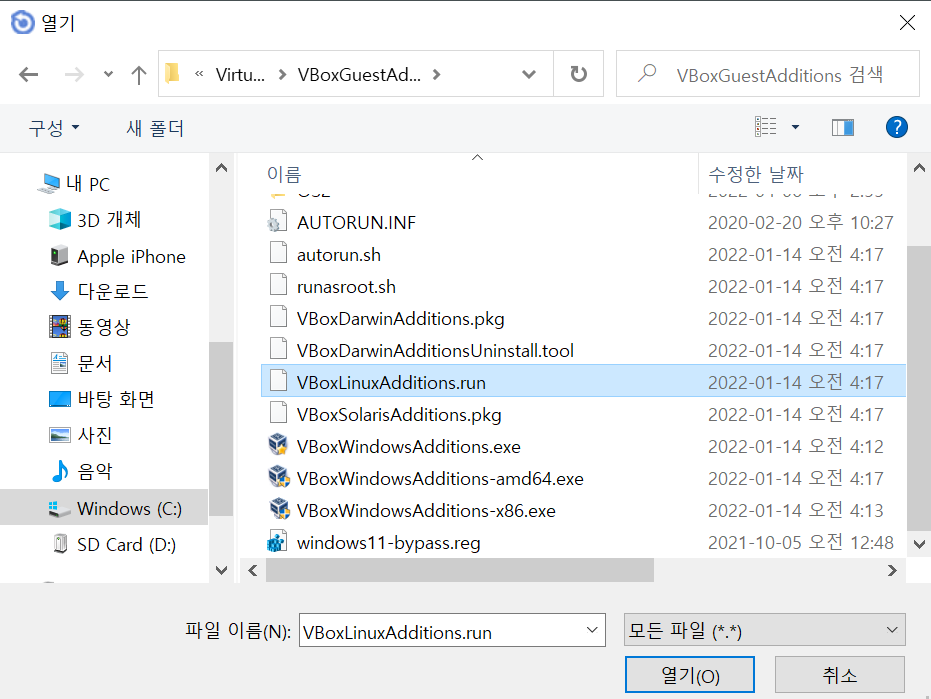 열기
« Virtu... > VBoxGuestAd... >
VBoxGuestAdditions 검색
구성
새 폴더
내 PC
3D 개체
Apple iPhone
다운로드
동영상
문서
바탕 화면
사진
음악
Windows (C:)
SD Card (D:)
이름 수정한 날짜
AUTORUN.INF 2020-02-20 오후 10:27
autorun.sh 2022-01-14 오전 4:17
runasroot.sh 2022-01-14 오전 4:17
VBoxDarwinAdditions.pkg 2022-01-14 오전 4:17
VBoxDarwinAdditionsUninstall.tool 2022-01-14 오전 4:17
VBoxLinuxAdditions.run 2022-01-14 오전 4:17
VBoxSolarisAdditions.pkg 2022-01-14 오전 4:17
VBoxWindowsAdditions.exe 2022-01-14 오전 4:12
VBoxWindowsAdditions-amd64.exe 2022-01-14 오전 4:17
VBoxWindowsAdditions-x86.exe 2022-01-14 오전 4:13
windows11-bypass.reg 2021-10-05 오전 12:48
파일 이름(N): VBoxLinuxAdditions.run
모든 파일 (*.*)
열기(O)
취소